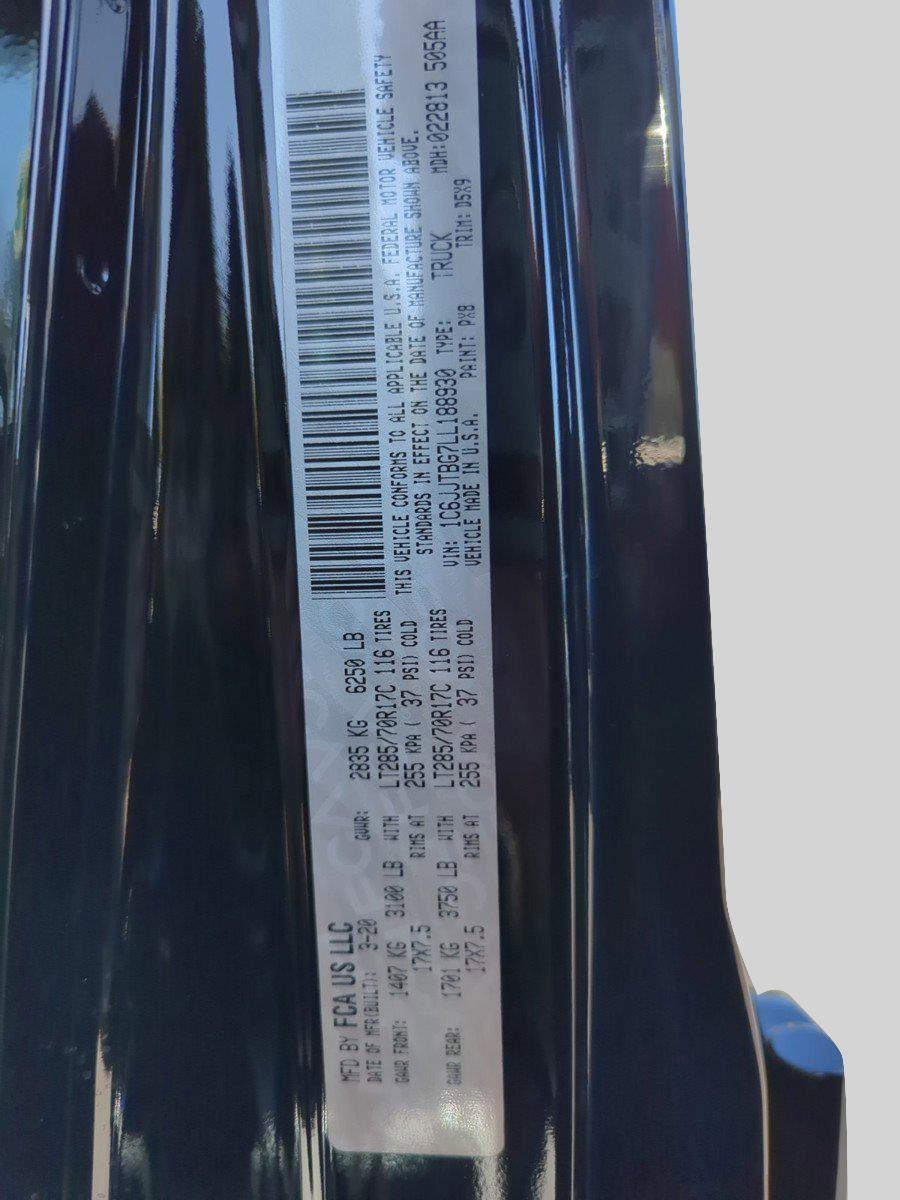 MFD BY FCA US LLC
DATE OF MFR(BUILT): 3-20 GVWR: 2835 KG 6250 LB
GAWR FRONT: 1407 KG 3100 LB WITH LT285/70R17C 116 TIRES
17X7.5 RIMS AT 255 KPA ( 37 PSI) COLD
GAWR REAR: 1701 KG 3750 LB WITH LT285/70R17C 116 TIRES
17X7.5 RIMS AT 255 KPA ( 37 PSI) COLD
THIS VEHICLE CONFORMS TO ALL APPLICABLE U.S.A. FEDERAL MOTOR VEHICLE SAFETY
STANDARDS IN EFFECT ON THE DATE OF MANUFACTURE SHOWN ABOVE.
VIN: 1C6JJTBG7LL188930 TYPE: TRUCK MDH:022813 505AA
VEHICLE MADE IN U.S.A. PAINT: PX8 TRIM: D5X9